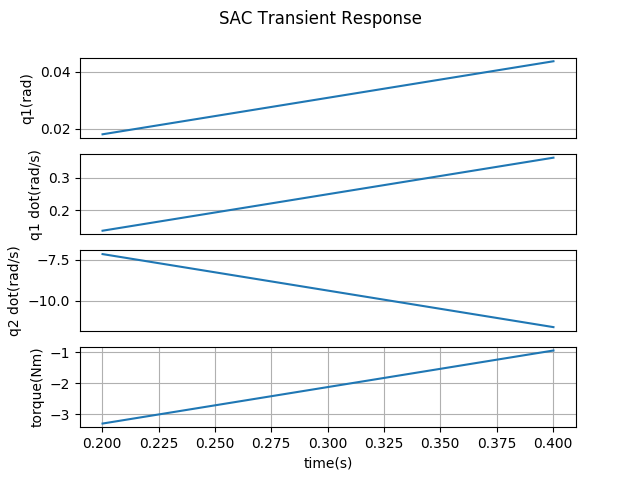 SAC Transient Response
q1(rad)
0.04
0.02
q1 dot(rad/s)
0.3
0.2
q2 dot(rad/s)
−7.5
−10.0
torque(Nm)
−1
−2
−3
0.200 0.225 0.250 0.275 0.300 0.325 0.350 0.375 0.400
time(s)